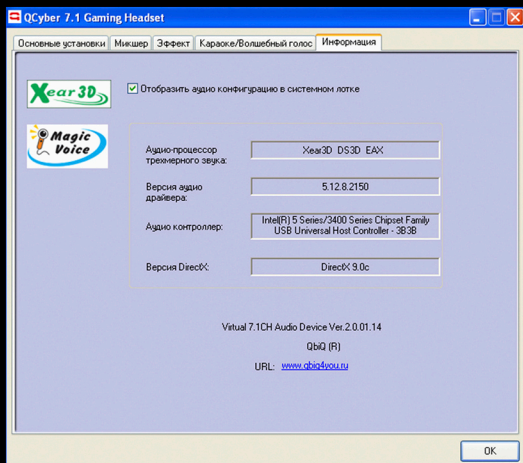 QCyber 7.1 Gaming Headset
Основные установки Микшер Эффект Караоке/Волшебный голос Информация
Xear 3D
Отобразить аудио конфигурацию в системном лотке
Magic
Voice
Аудио-процессор
трехмерного звука:
Xear3D DS3D EAX
Версия аудио
драйвера:
5.12.8.2150
Аудио контроллер:
Intel(R) 5 Series/3400 Series Chipset Family
USB Universal Host Controller - 3B3B
Версия DirectX:
DirectX 9.0c
Virtual 7.1CH Audio Device Ver.2.0.01.14
QbiQ (R)
URL: www.qbiq4you.ru
OK